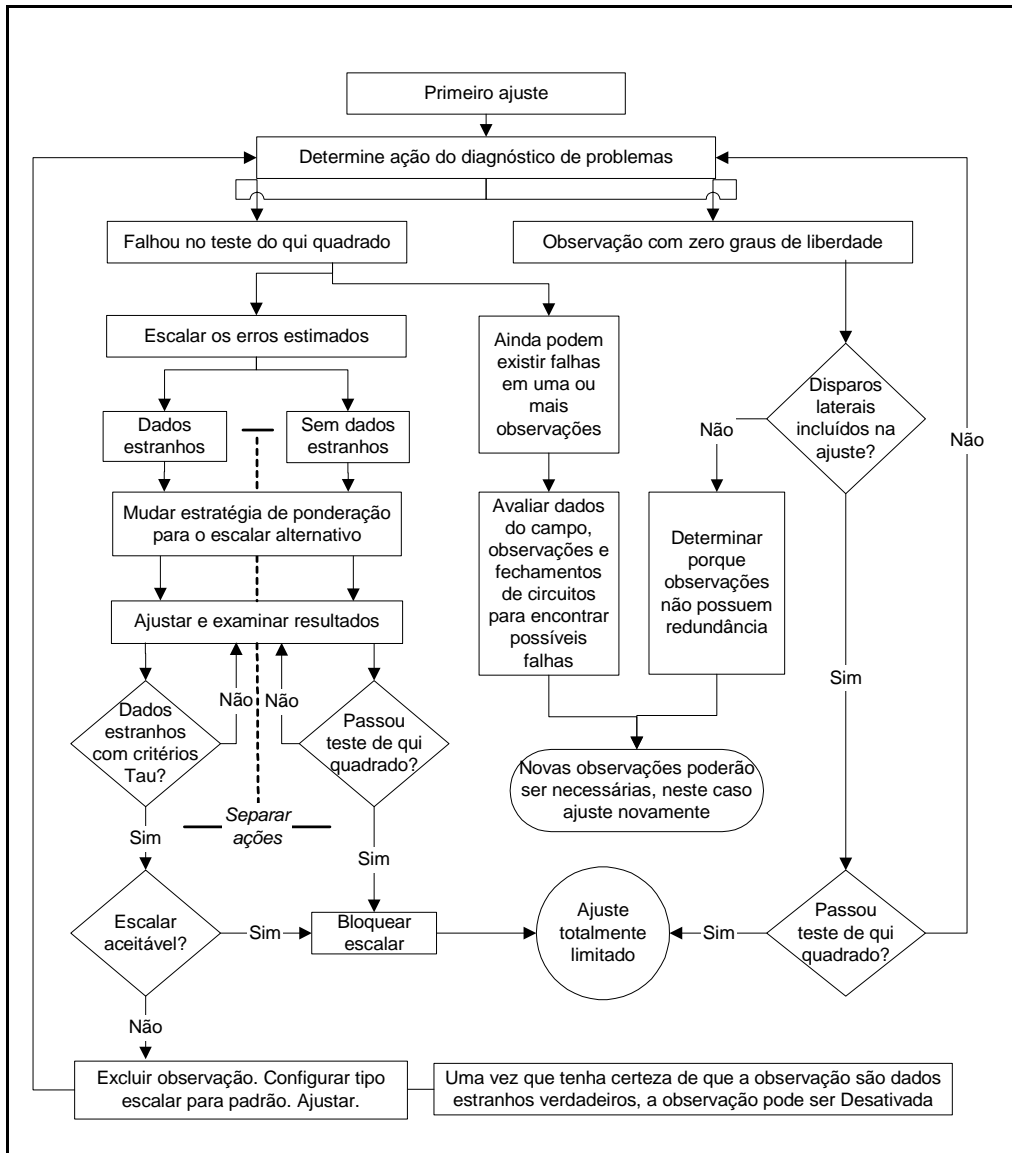 Primeiro ajuste
Determine ação do diagnóstico de problemas
Falhou no teste do qui quadrado
Observação com zero graus de liberdade
Escalar os erros estimados
Ainda podem
existir falhas
em uma ou
mais
observações
Disparos
laterais
incluídos na
ajuste?
Não
Não
Dados
estranhos
Sem dados
estranhos
Mudar estratégia de ponderação
para o escalar alternativo
Avaliar dados
do campo,
observações e
fechamentos
de circuitos
para encontrar
possíveis
falhas
Determinar
porque
observações
não possuem
redundância
Ajustar e examinar resultados
Sim
Não
Não
Dados
estranhos
com critérios
Tau?
Passou
teste de qui
quadrado?
Novas observações poderão
ser necessárias, neste caso
ajuste novamente
Separar
ações
Sim
Sim
Escalar
aceitável?
Sim
Bloquear
escalar
Ajuste
totalmente
limitado
Sim
Passou
teste de qui
quadrado?
Não
Excluir observação. Configurar tipo
escalar para padrão. Ajustar.
Uma vez que tenha certeza de que a observação são dados
estranhos verdadeiros, a observação pode ser Desativada